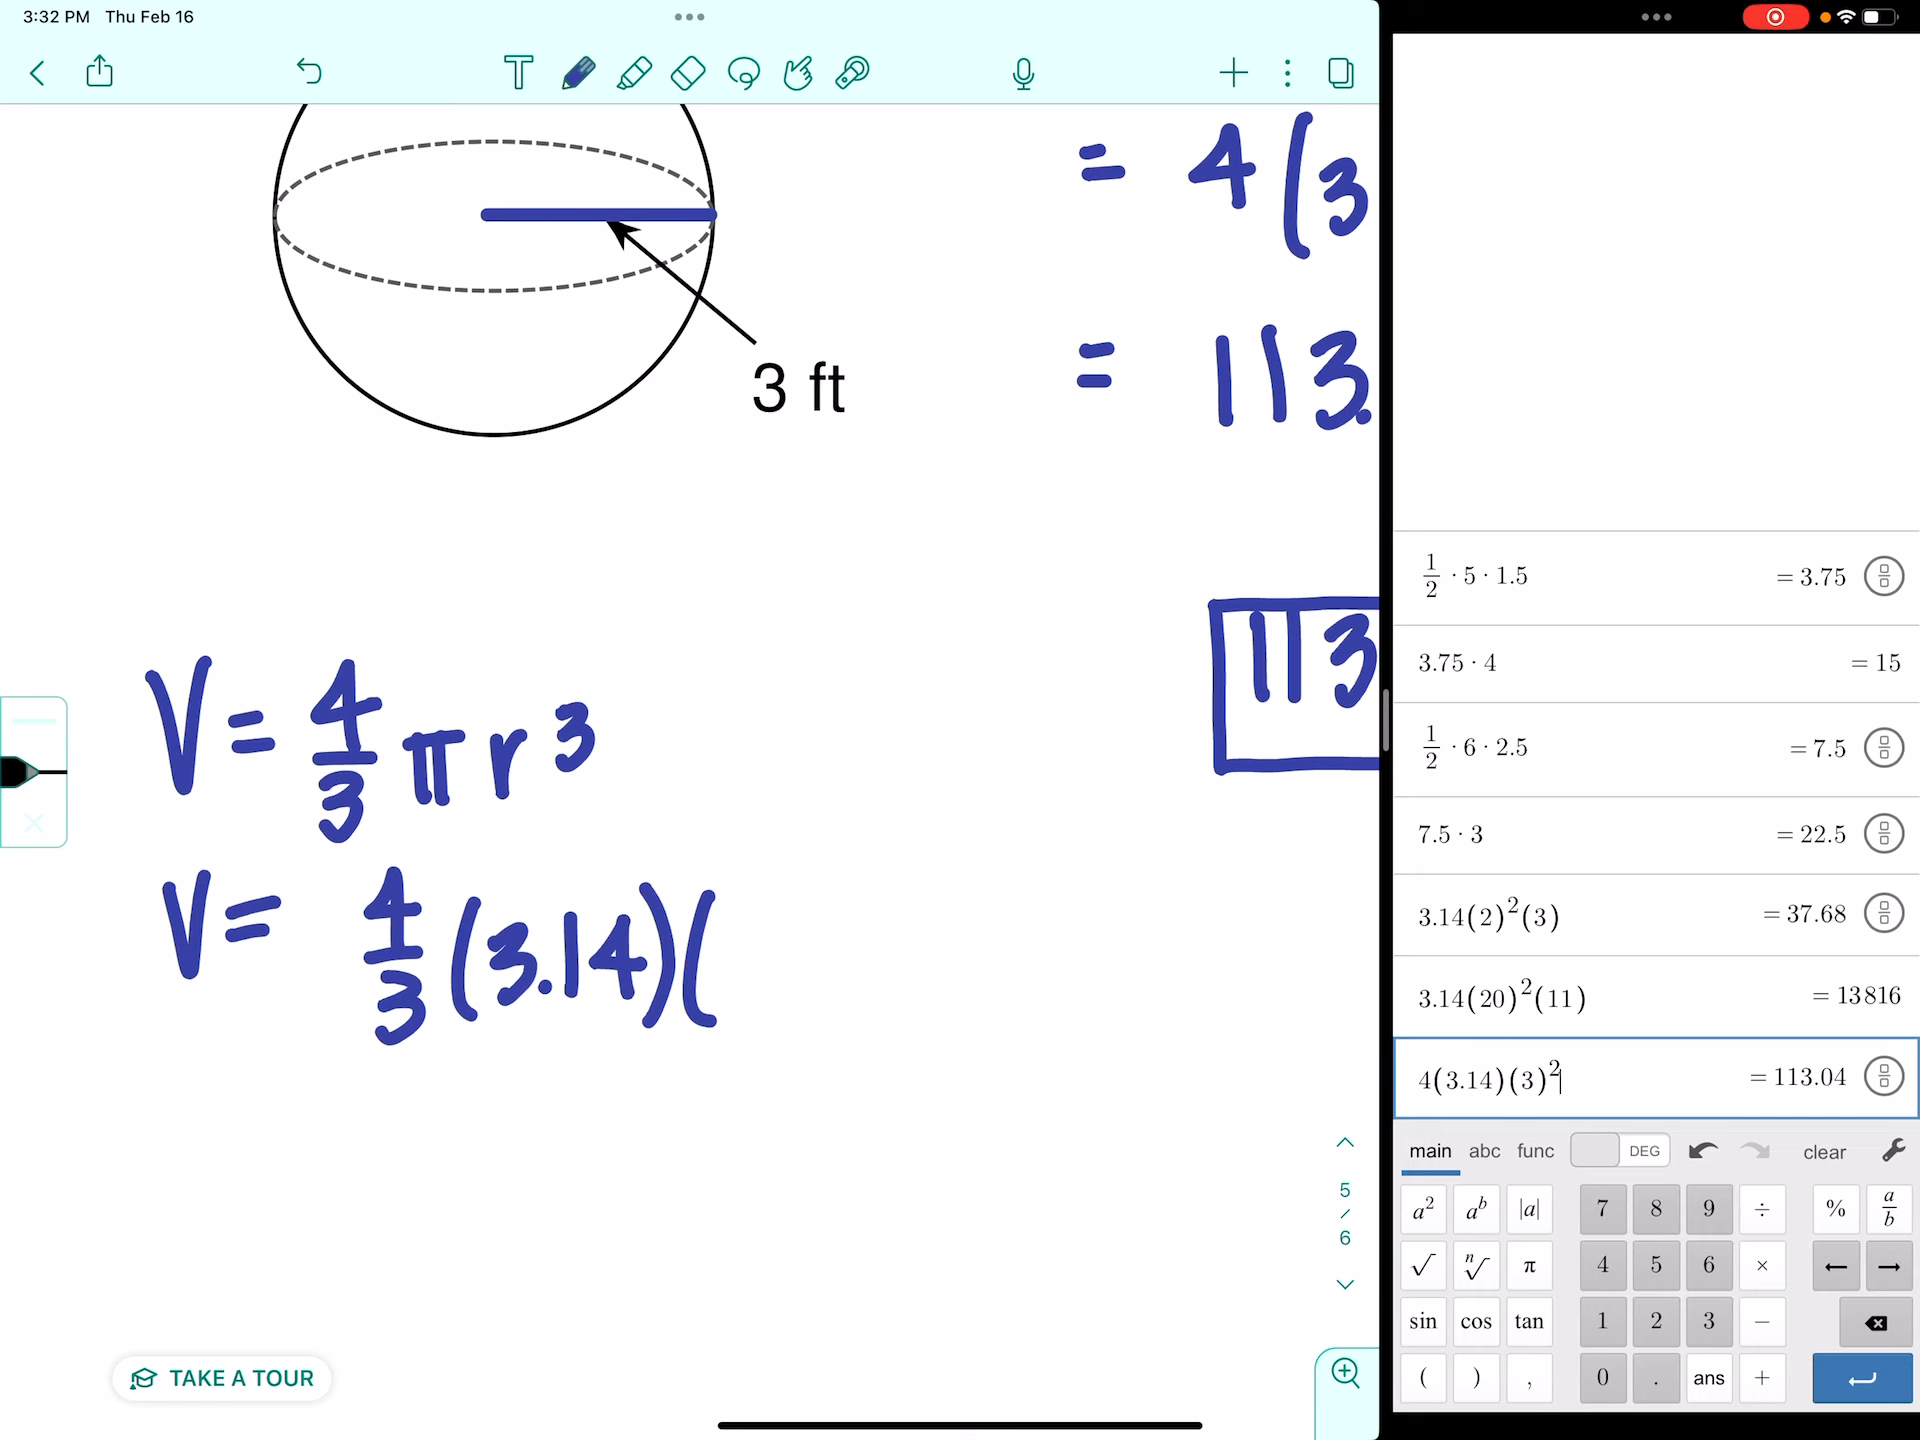 3:32 PM Thu Feb 16
T
= 4(3
3 ft
= 113.
113
V = 4/3 π r³
V = 4/3 (3.14)(
5
/
6
TAKE A TOUR
1/2 · 5 · 1.5 = 3.75
3.75 · 4 = 15
1/2 · 6 · 2.5 = 7.5
7.5 · 3 = 22.5
3.14(2)²(3) = 37.68
3.14(20)²(11) = 13816
4(3.14)(3)² = 113.04
main abc func DEG clear
a² aᵇ |a| 7 8 9 ÷ % a/b
√ ⁿ√ π 4 5 6 × ← →
sin cos tan 1 2 3 −
( ) , 0 . ans +